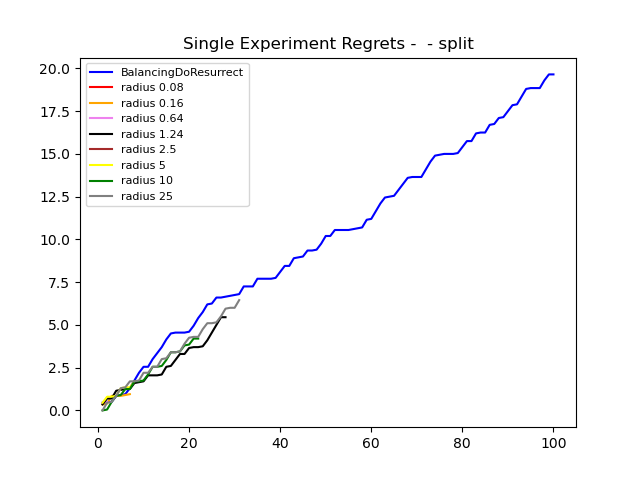 Single Experiment Regrets -  - split
20.0
17.5
15.0
12.5
10.0
7.5
5.0
2.5
0.0
BalancingDoResurrect
radius 0.08
radius 0.16
radius 0.64
radius 1.24
radius 2.5
radius 5
radius 10
radius 25
0 20 40 60 80 100